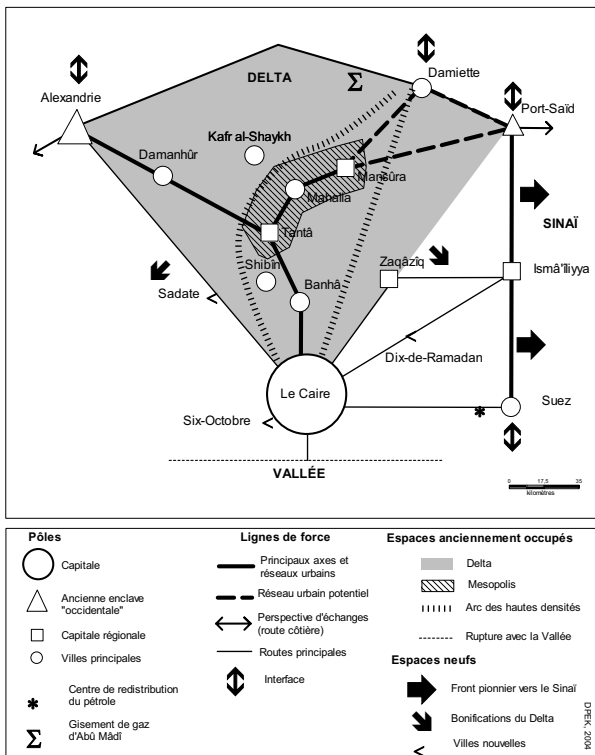 DELTA
Σ
Damiette
Alexandrie
Port-Saïd
Kafr al-Shaykh
Damanhûr
Mansûra
Mahalla
SINAÏ
Tantâ
Shibîn
Zaqâzîq
Ismâ'îliyya
Sadate
Banhâ
Dix-de-Ramadan
Le Caire
Suez
Six-Octobre
VALLÉE
0 17,5 35
kilomètres
Pôles
Capitale
Ancienne enclave
"occidentale"
Capitale régionale
Villes principales
Centre de redistribution
du pétrole
Σ Gisement de gaz
d'Abû Mâdî
Lignes de force
Principaux axes et
réseaux urbains
Réseau urbain potentiel
Perspective d'échanges
(route côtière)
Routes principales
Interface
Espaces anciennement occupés
Delta
Mesopolis
Arc des hautes densités
Rupture avec la Vallée
Espaces neufs
Front pionnier vers le Sinaï
Bonifications du Delta
Villes nouvelles
DPEK, 2004